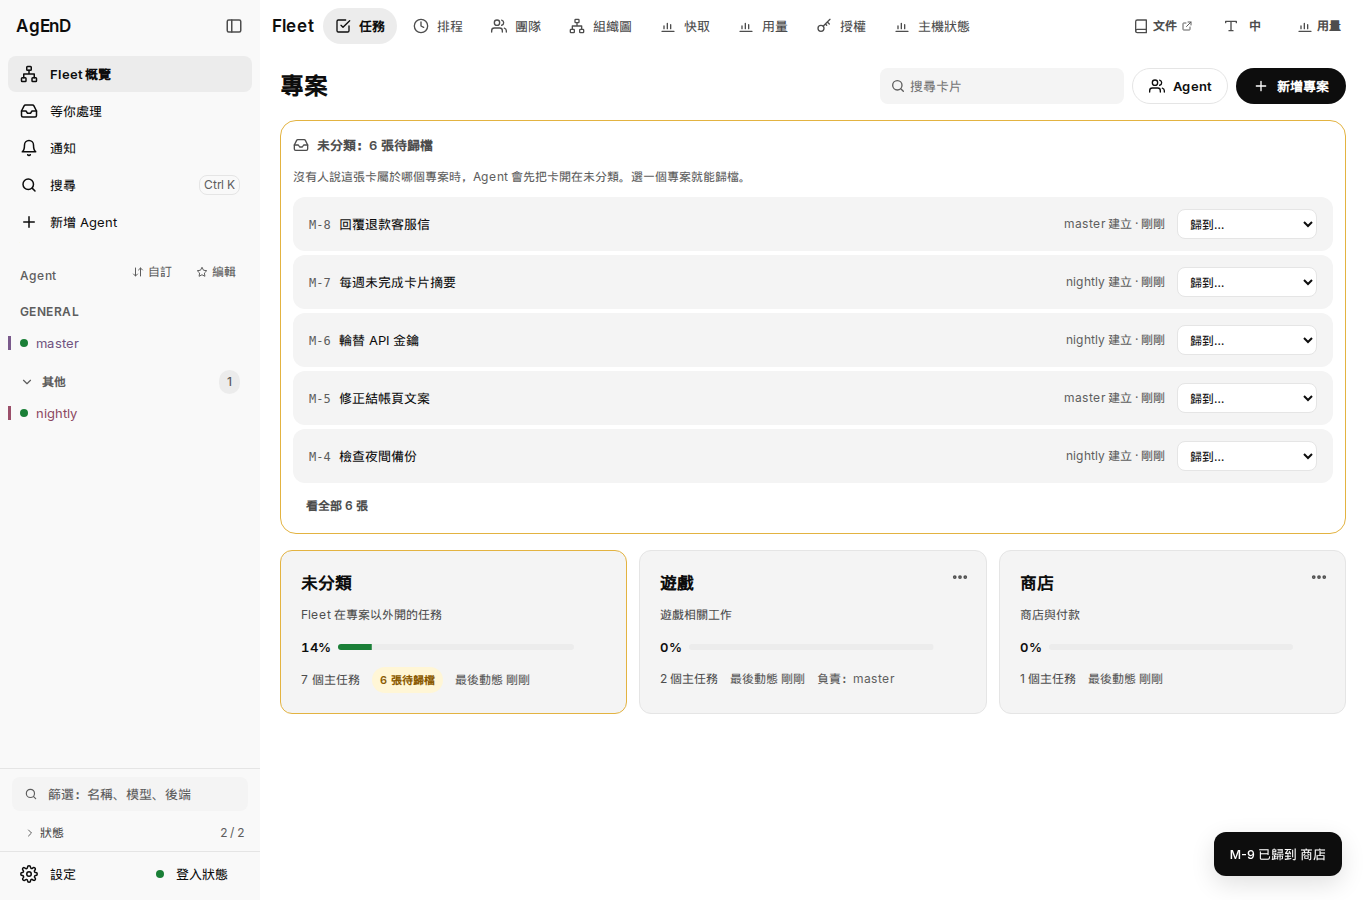 AgEnD
Fleet 概覽
等你處理
通知
搜尋 Ctrl K
新增 Agent
Agent 自訂 編輯
GENERAL
master
其他 1
nightly
篩選：名稱、模型、後端
狀態 2 / 2
設定 登入狀態
Fleet 任務 排程 團隊 組織圖 快取 用量 授權 主機狀態 文件 中 用量
專案 搜尋卡片 Agent 新增專案
未分類：6 張待歸檔
沒有人說這張卡屬於哪個專案時，Agent 會先把卡開在未分類。選一個專案就能歸檔。
M-8 回覆退款客服信 master 建立 · 剛剛 歸到...
M-7 每週未完成卡片摘要 nightly 建立 · 剛剛 歸到...
M-6 輪替 API 金鑰 nightly 建立 · 剛剛 歸到...
M-5 修正結帳頁文案 master 建立 · 剛剛 歸到...
M-4 檢查夜間備份 nightly 建立 · 剛剛 歸到...
看全部 6 張
未分類
Fleet 在專案以外開的任務
14%
7 個主任務 6 張待歸檔 最後動態 剛剛
遊戲
遊戲相關工作
0%
2 個主任務 最後動態 剛剛 負責：master
商店
商店與付款
0%
1 個主任務 最後動態 剛剛
M-9 已歸到 商店